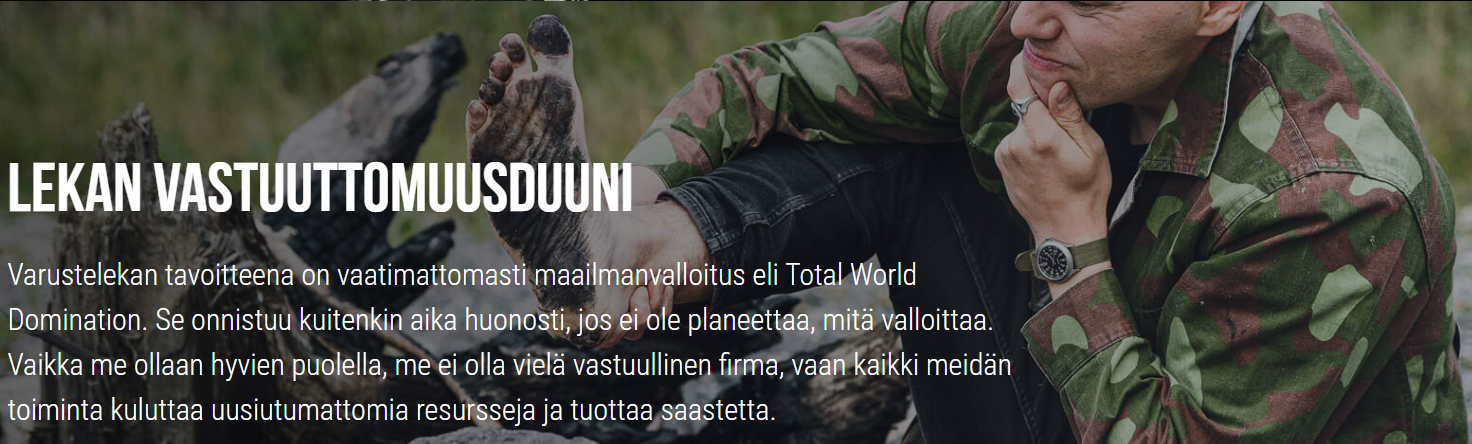 LEKAN VASTUUTTOMUUSDUUNI
Varustelekan tavoitteena on vaatimattomasti maailmanvalloitus eli Total World
Domination. Se onnistuu kuitenkin aika huonosti, jos ei ole planeettaa, mitä valloittaa.
Vaikka me ollaan hyvien puolella, me ei olla vielä vastuullinen firma, vaan kaikki meidän
toiminta kuluttaa uusiutumattomia resursseja ja tuottaa saastetta.